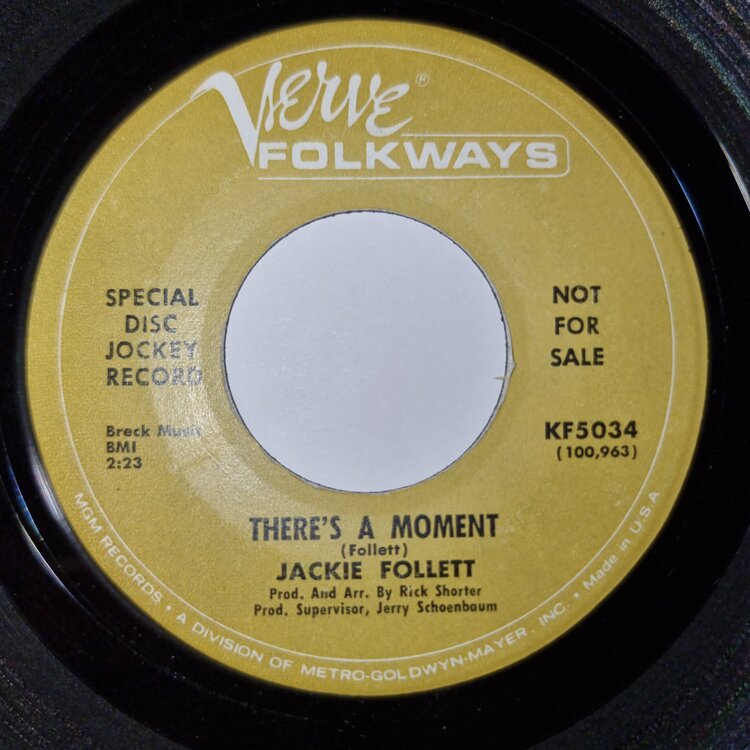 Verve®
FOLKWAYS
SPECIAL
DISC
JOCKEY
RECORD
NOT
FOR
SALE
Breck Music
BMI
2:23
KF5034
(100,963)
THERE'S A MOMENT
(Follett)
JACKIE FOLLETT
Prod. And Arr. By Rick Shorter
Prod. Supervisor, Jerry Schoenbaum
MGM RECORDS • A DIVISION OF METRO-GOLDWYN-MAYER, INC. • Made in U.S.A